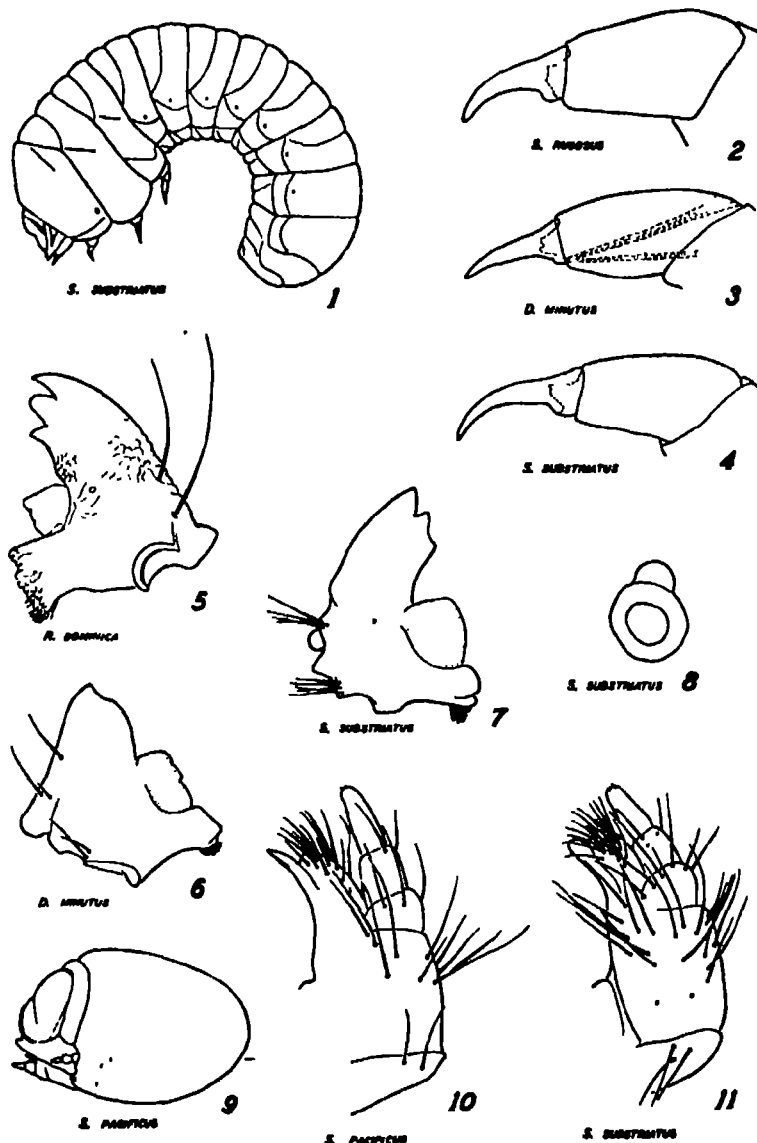 S. SUBSTRIATUS
1
S. RUGOSUS
2
D. MINUTUS
3
S. SUBSTRIATUS
4
5
R. DOMINICA
S. SUBSTRIATUS
7
S. SUBSTRIATUS 8
D. MINUTUS
6
S. PACIFICUS
9
S. PACIFICUS
10
S. SUBSTRIATUS
11